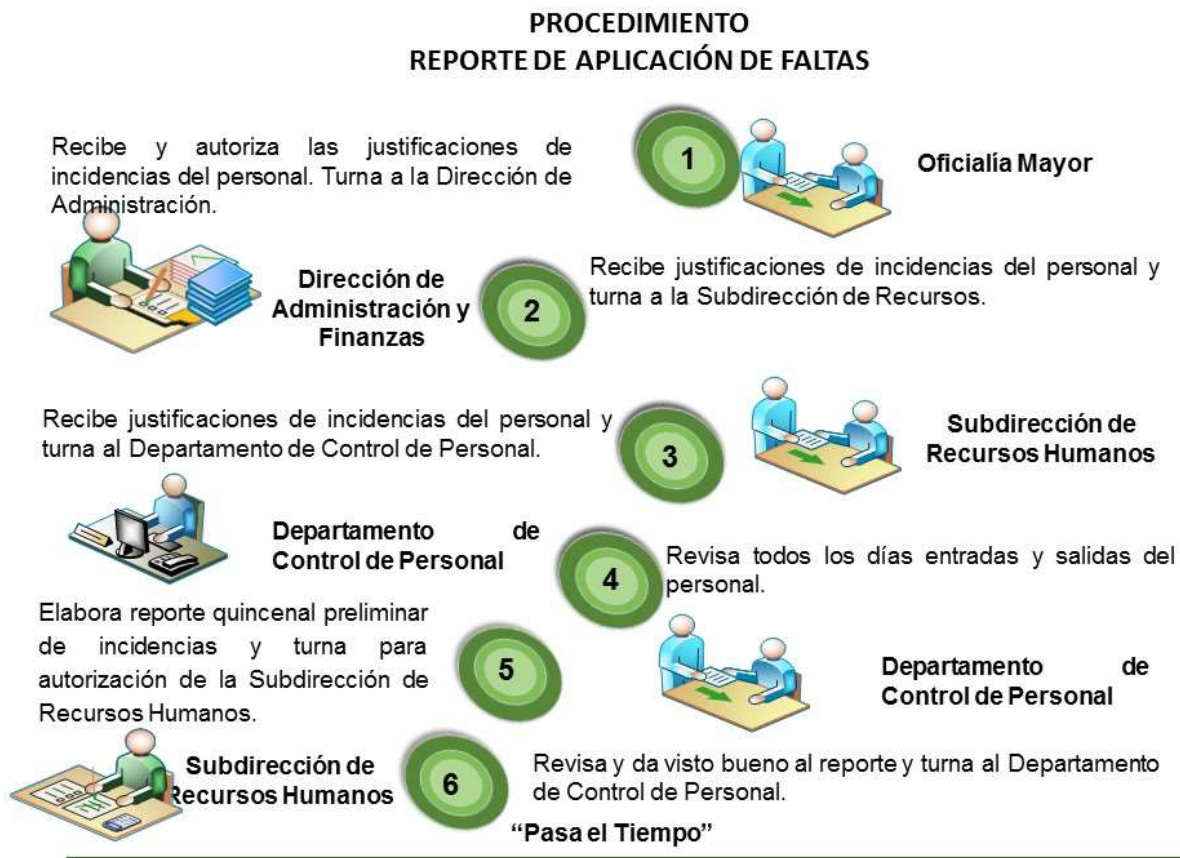 PROCEDIMIENTO
REPORTE DE APLICACIÓN DE FALTAS
Recibe y autoriza las justificaciones de
incidencias del personal. Turna a la Dirección de
Administración.
1
Oficialía Mayor
Dirección de
Administración y
Finanzas
2
Recibe justificaciones de incidencias del personal y
turna a la Subdirección de Recursos.
Recibe justificaciones de incidencias del personal y
turna al Departamento de Control de Personal.
3
Subdirección de
Recursos Humanos
Departamento de
Control de Personal
4
Revisa todos los días entradas y salidas del
personal.
Elabora reporte quincenal preliminar
de incidencias y turna para
autorización de la Subdirección de
Recursos Humanos.
5
Departamento de
Control de Personal
Subdirección de
Recursos Humanos
6
Revisa y da visto bueno al reporte y turna al Departamento
de Control de Personal.
“Pasa el Tiempo”